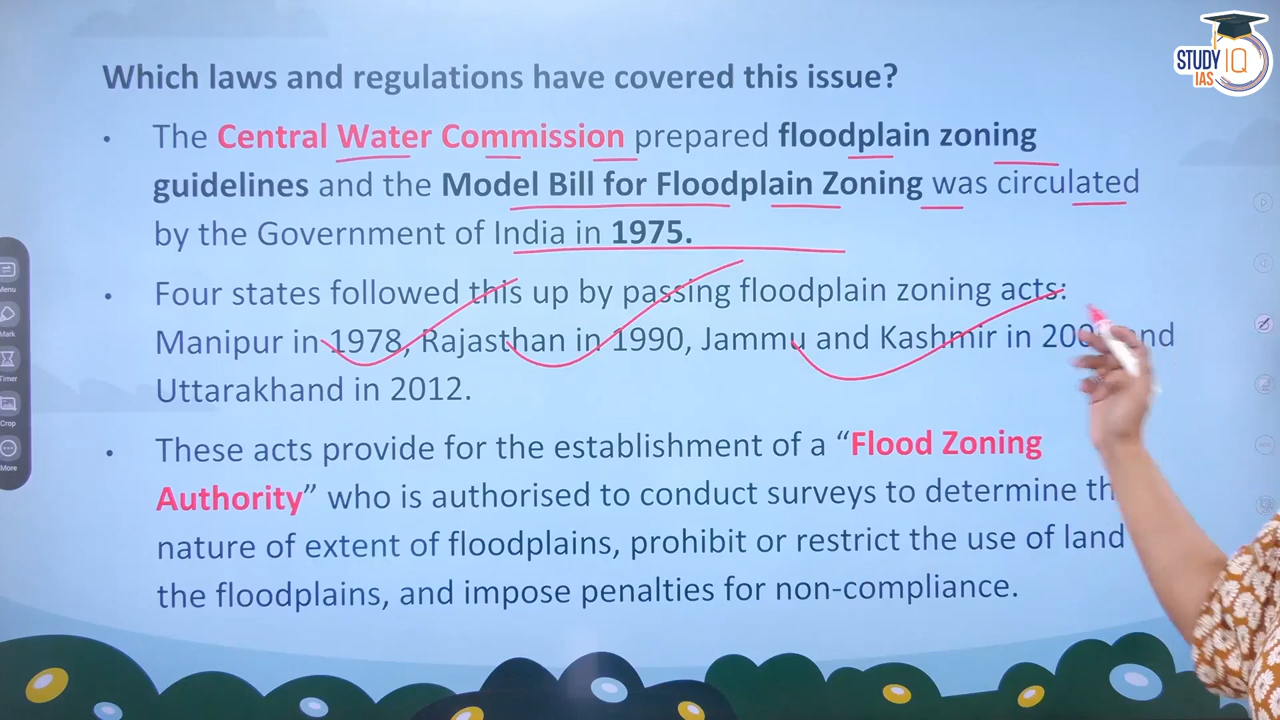 STUDY IQ
IAS
Which laws and regulations have covered this issue?
• The Central Water Commission prepared floodplain zoning
guidelines and the Model Bill for Floodplain Zoning was circulated
by the Government of India in 1975.
• Four states followed this up by passing floodplain zoning acts:
Manipur in 1978, Rajasthan in 1990, Jammu and Kashmir in
Uttarakhand in 2012.
• These acts provide for the establishment of a “Flood Zoning
Authority” who is authorised to conduct surveys to determine
nature of extent of floodplains, prohibit or restrict the use of land
the floodplains, and impose penalties for non-compliance.
Menu
Mark
Timer
Crop
More